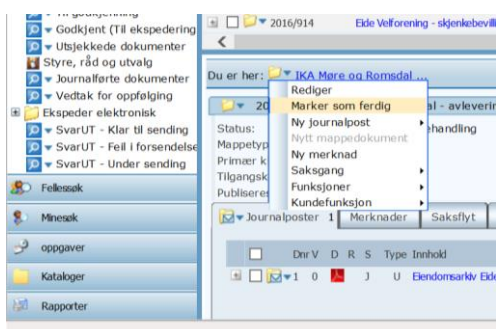 Godkjent (Til ekspedering
Utsjekkede dokumenter
Styre, råd og utvalg
Journalførte dokumenter
Vedtak for oppfølging
Ekspeder elektronisk
SvarUT - Klar til sending
SvarUT - Feil i forsendelse
SvarUT - Under sending
Fellessøk
Minesøk
oppgaver
Kataloger
Rapporter
2016/914 Eide Velforening - skjenkebevilli
Du er her: IKA Møre og Romsdal ...
Rediger
Marker som ferdig
Ny journalpost
Nytt mappedokument
Ny merknad
Saksgang
Funksjoner
Kundefunksjon
20 al - avleverin
Status: ehandling
Mappetyp
Primær k
Tilgangsk
Publiseres
Journalposter 1 Merknader Saksflyt
Dnr V D R S Type Innhold
1 0 J U Eiendomsarkiv Eide